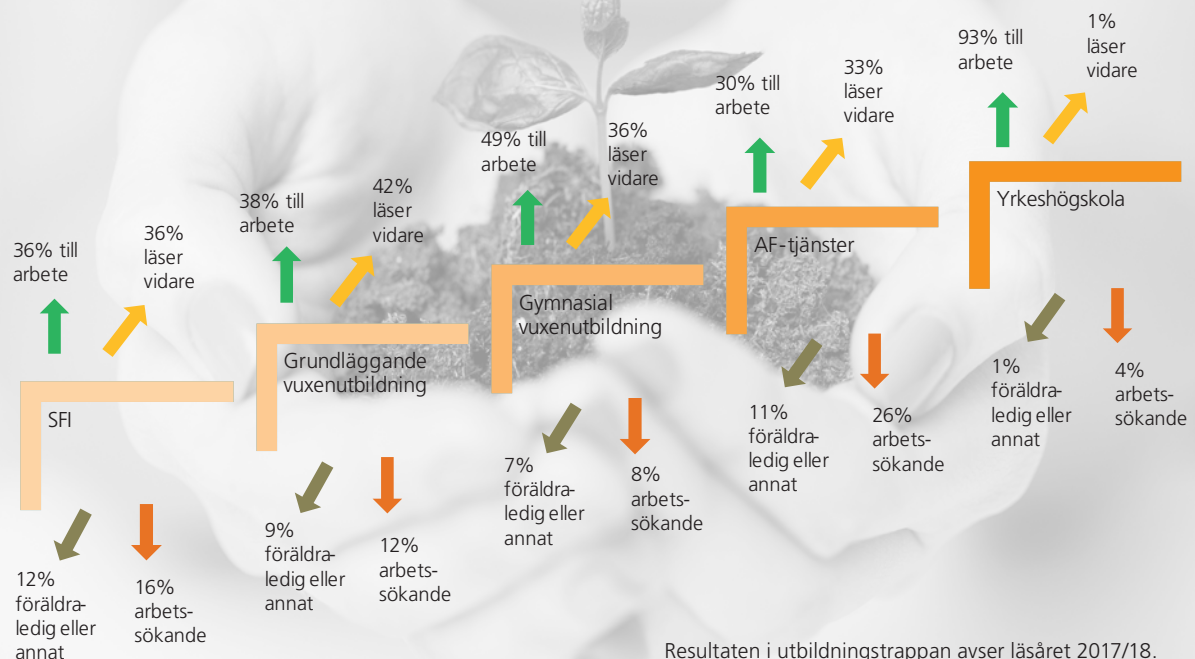 36% till
arbete
36%
läser
vidare
SFI
12%
föräldra-
ledig eller
annat
16%
arbets-
sökande
38% till
arbete
42%
läser
vidare
Grundläggande
vuxenutbildning
9%
föräldra-
ledig eller
annat
12%
arbets-
sökande
49% till
arbete
36%
läser
vidare
Gymnasial
vuxenutbildning
7%
föräldra-
ledig eller
annat
8%
arbets-
sökande
30% till
arbete
33%
läser
vidare
AF-tjänster
11%
föräldra-
ledig eller
annat
26%
arbets-
sökande
93% till
arbete
1%
läser
vidare
Yrkeshögskola
1%
föräldra-
ledig eller
annat
4%
arbets-
sökande
Resultaten i utbildningstrappan avser läsåret 2017/18.